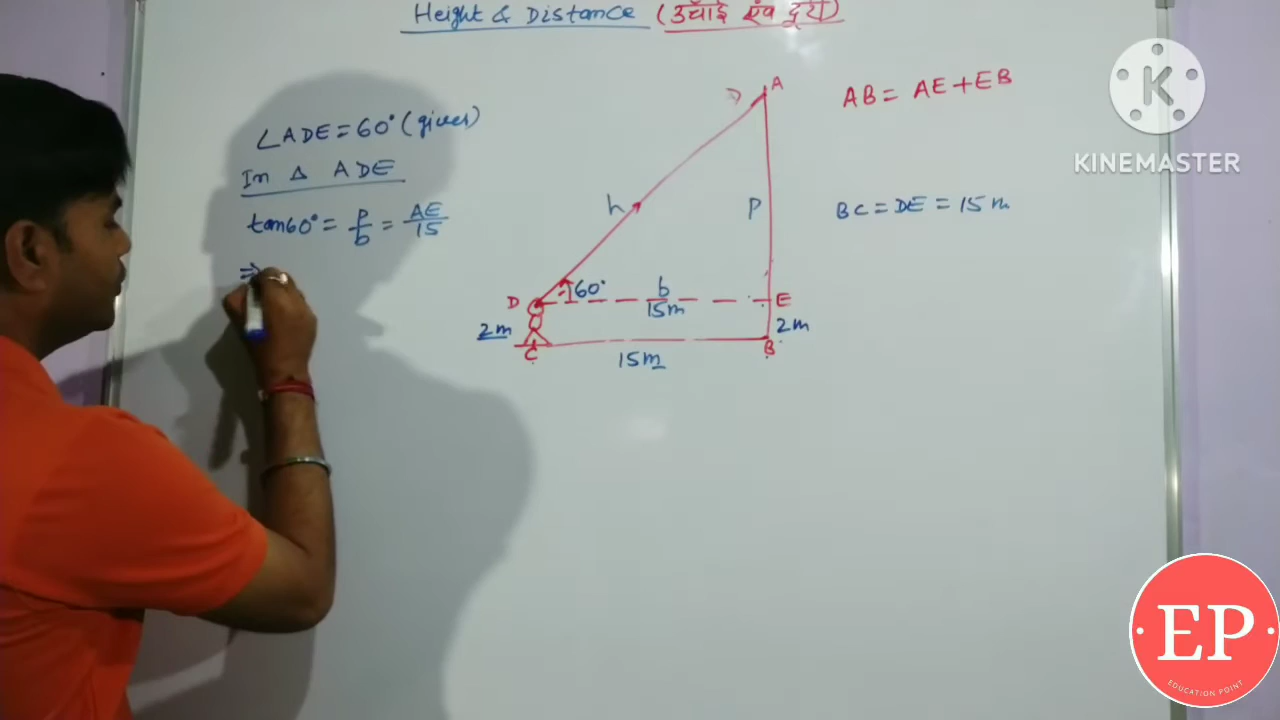 Height & Distance (उचाई एंव दूरी)
∠ADE = 60° (given)
In Δ ADE
tan60° = p/b = AE/15
⇒
A
h
p
D
60°
b
15m
E
2m
2m
C
15m
B
AB = AE + EB
BC = DE = 15 m
K
KINEMASTER
EP
EDUCATION POINT